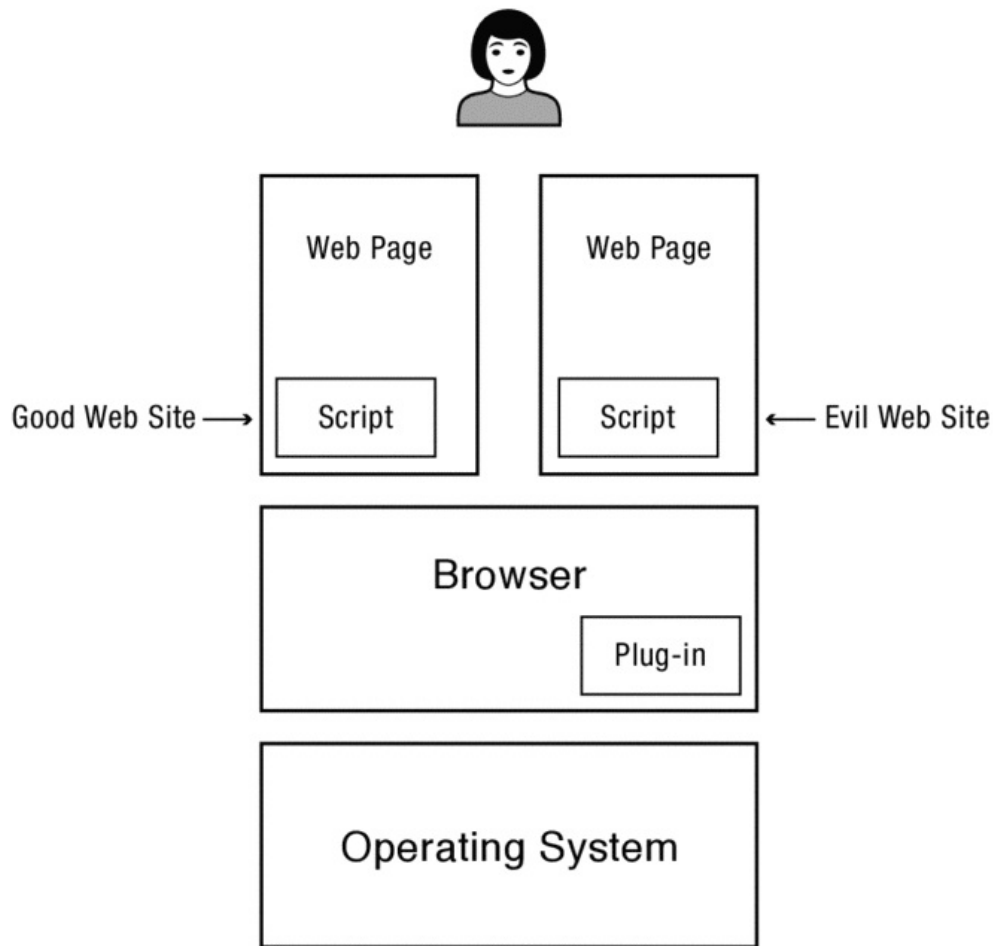 Web Page
Web Page
Good Web Site
Script
Script
Evil Web Site
Browser
Plug-in
Operating System